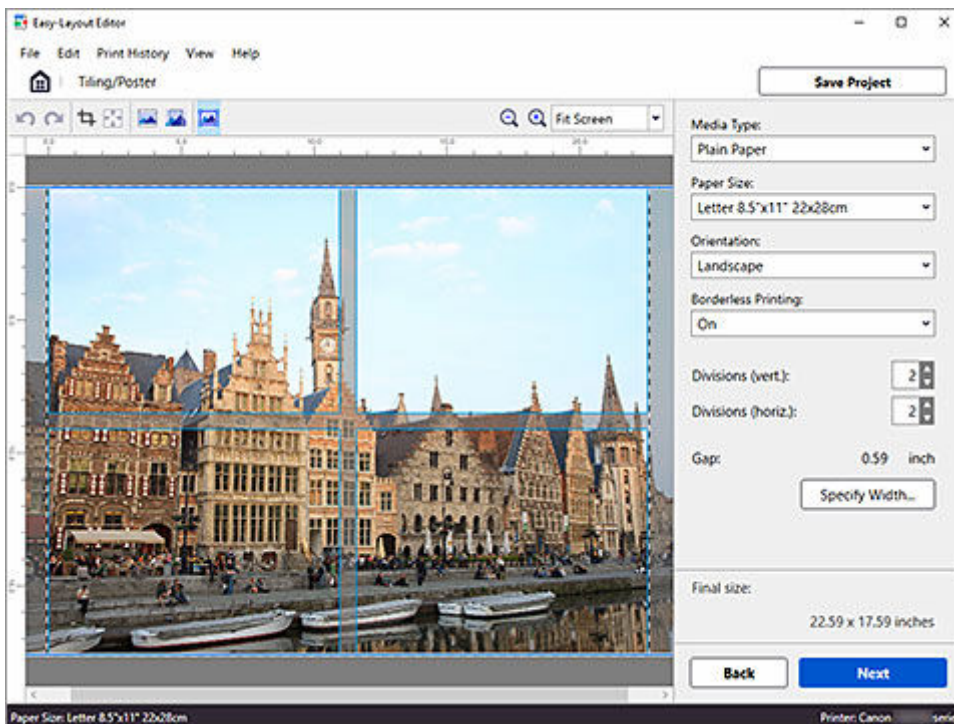 Easy-Layout Editor
File Edit Print History View Help
Tiling/Poster
Save Project
Fit Screen
Media Type:
Plain Paper
Paper Size:
Letter 8.5"x11" 22x28cm
Orientation:
Landscape
Borderless Printing:
On
Divisions (vert.):
2
Divisions (horiz.):
2
Gap: 0.59 inch
Specify Width...
Final size:
22.59 x 17.59 inches
Back
Next
Paper Size: Letter 8.5"x11" 22x28cm
Printer: Canon serie